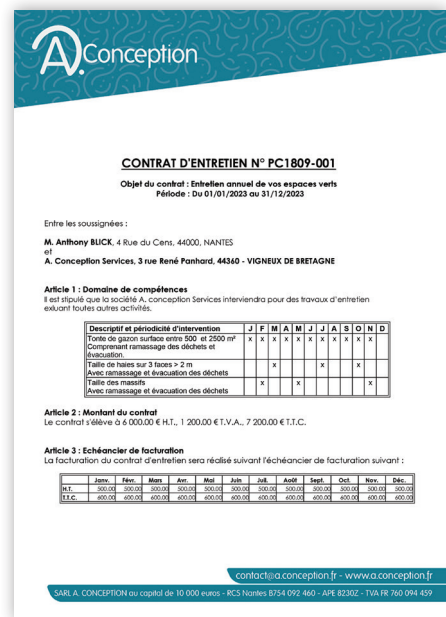 A.Conception
CONTRAT D'ENTRETIEN N° PC1809-001
Objet du contrat : Entretien annuel de vos espaces verts
Période : Du 01/01/2023 au 31/12/2023
Entre les soussignées :
M. Anthony BLICK, 4 Rue du Cens, 44000, NANTES
et
A. Conception Services, 3 rue René Panhard, 44360 - VIGNEUX DE BRETAGNE
Article 1 : Domaine de compétences
Il est stipulé que la société A. conception Services interviendra pour des travaux d'entretien
exluant toutes autres activités.
Descriptif et périodicité d'intervention J F M A M J J A S O N D
Tonte de gazon surface entre 500 et 2500 m² x x x x x x x x x x x
Comprenant ramassage des déchets et
évacuation.
Taille de haies sur 3 faces > 2 m x x x
Avec ramassage et évacuation des déchets
Taille des massifs x x x
Avec ramassage et évacuation des déchets
Article 2 : Montant du contrat
Le contrat s'élève à 6 000.00 € H.T., 1 200.00 € T.V.A., 7 200.00 € T.T.C.
Article 3 : Echéancier de facturation
La facturation du contrat d'entretien sera réalisé suivant l'échéancier de facturation suivant :
Janv. Févr. Mars Avr. Mai Juin Juil. Août Sept. Oct. Nov. Déc.
H.T. 500.00 500.00 500.00 500.00 500.00 500.00 500.00 500.00 500.00 500.00 500.00 500.00
T.T.C. 600.00 600.00 600.00 600.00 600.00 600.00 600.00 600.00 600.00 600.00 600.00 600.00
contact@a.conception.fr - www.a.conception.fr
SARL A. CONCEPTION au capital de 10 000 euros - RCS Nantes B754 092 460 - APE 8230Z - TVA FR 760 094 459